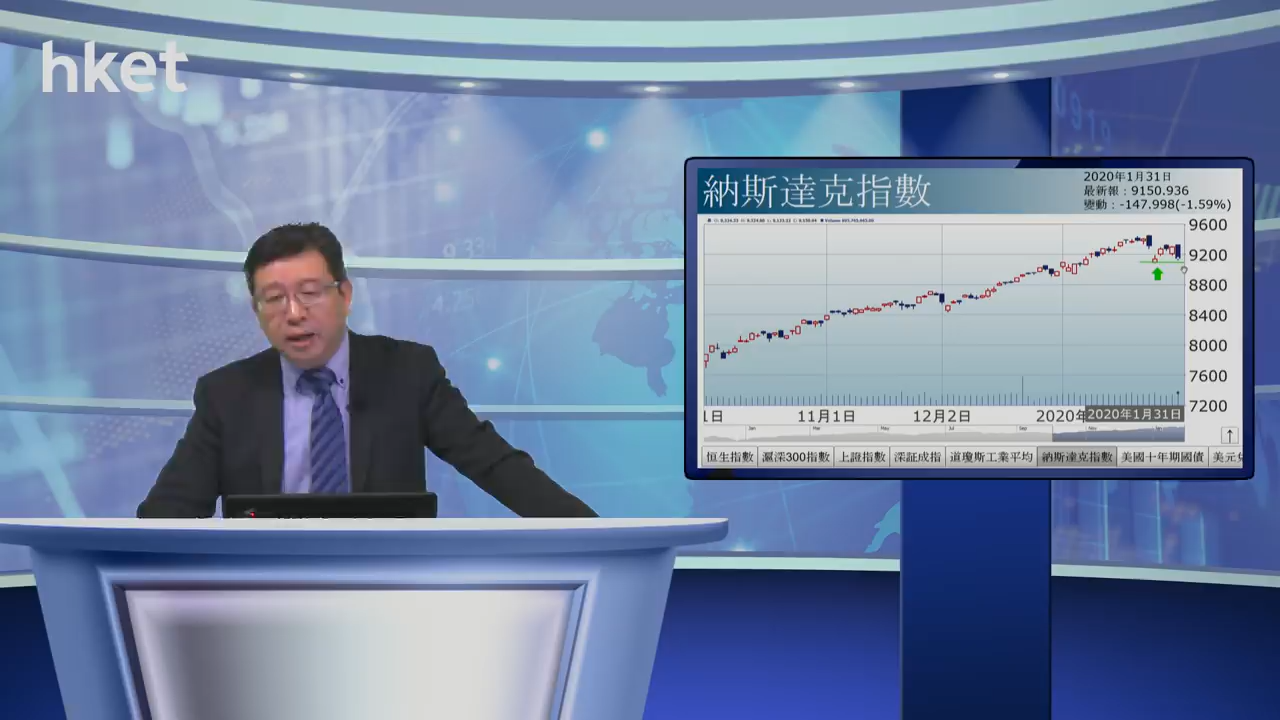 hket
納斯達克指數
2020年1月31日
最新報：9150.936
變動：-147.998(-1.59%)
9600
9200
8800
8400
8000
7600
7200
1日
11月1日
12月2日
2020年
2020年1月31日
恒生指數
滬深300指數
上證指數
深証成指
道瓊斯工業平均
納斯達克指數
美國十年期國債